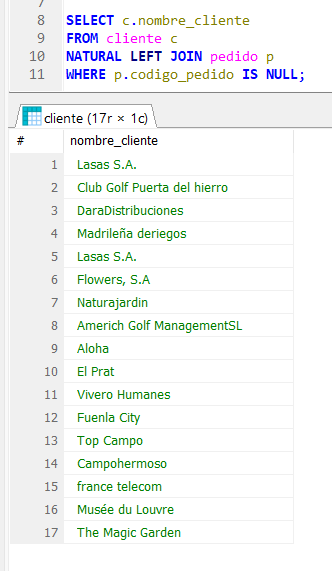 7
8 SELECT c.nombre_cliente
9 FROM cliente c
10 NATURAL LEFT JOIN pedido p
11 WHERE p.codigo_pedido IS NULL;
cliente (17r × 1c)
# nombre_cliente
1 Lasas S.A.
2 Club Golf Puerta del hierro
3 DaraDistribuciones
4 Madrileña deriegos
5 Lasas S.A.
6 Flowers, S.A
7 Naturajardin
8 Americh Golf ManagementSL
9 Aloha
10 El Prat
11 Vivero Humanes
12 Fuenla City
13 Top Campo
14 Campohermoso
15 france telecom
16 Musée du Louvre
17 The Magic Garden